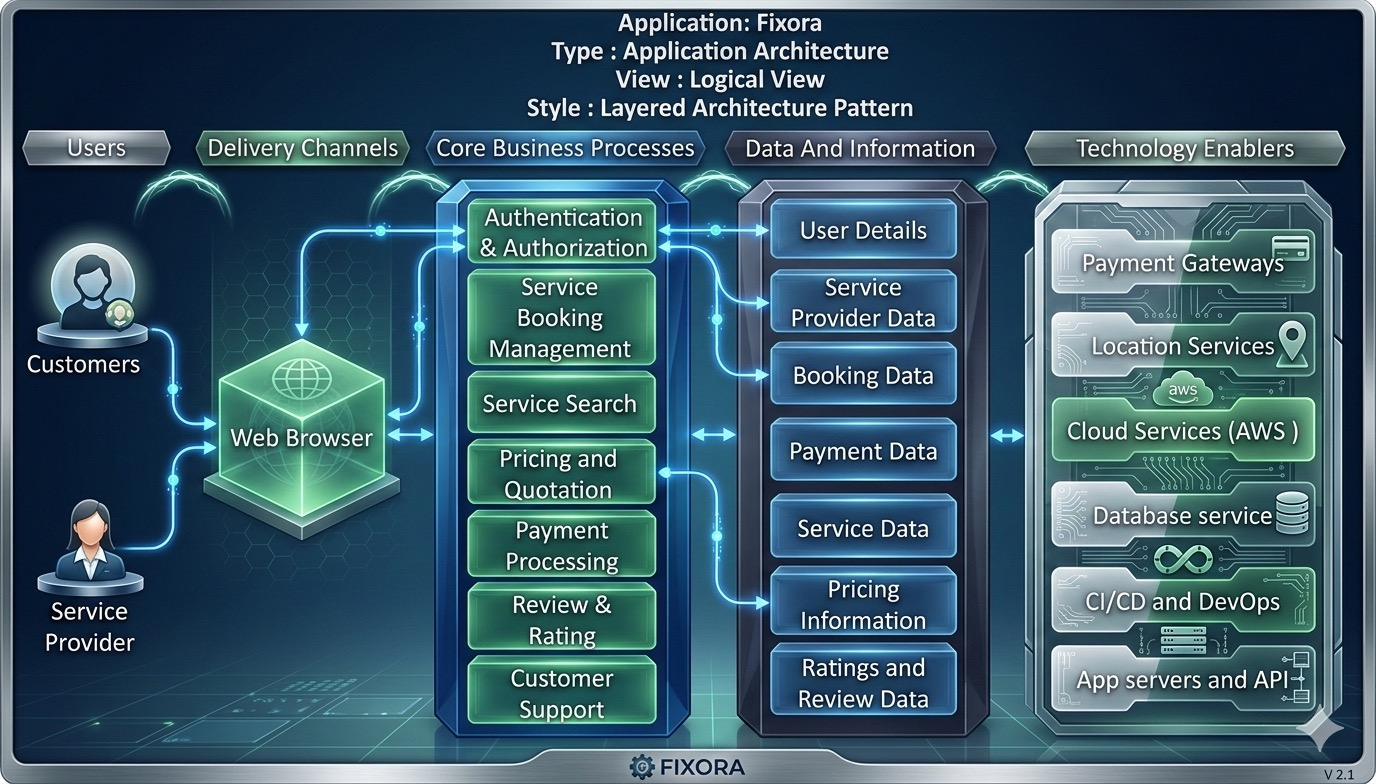 Application: Fixora
Type : Application Architecture
View : Logical View
Style : Layered Architecture Pattern
Users
Delivery Channels
Core Business Processes
Data And Information
Technology Enablers
Customers
Service
Provider
Web Browser
Authentication
& Authorization
Service
Booking
Management
Service Search
Pricing and
Quotation
Payment
Processing
Review &
Rating
Customer
Support
User Details
Service
Provider Data
Booking Data
Payment Data
Service Data
Pricing
Information
Ratings and
Review Data
Payment Gateways
Location Services
aws
Cloud Services (AWS )
Database service
CI/CD and DevOps
App servers and API
FIXORA
V 2.1